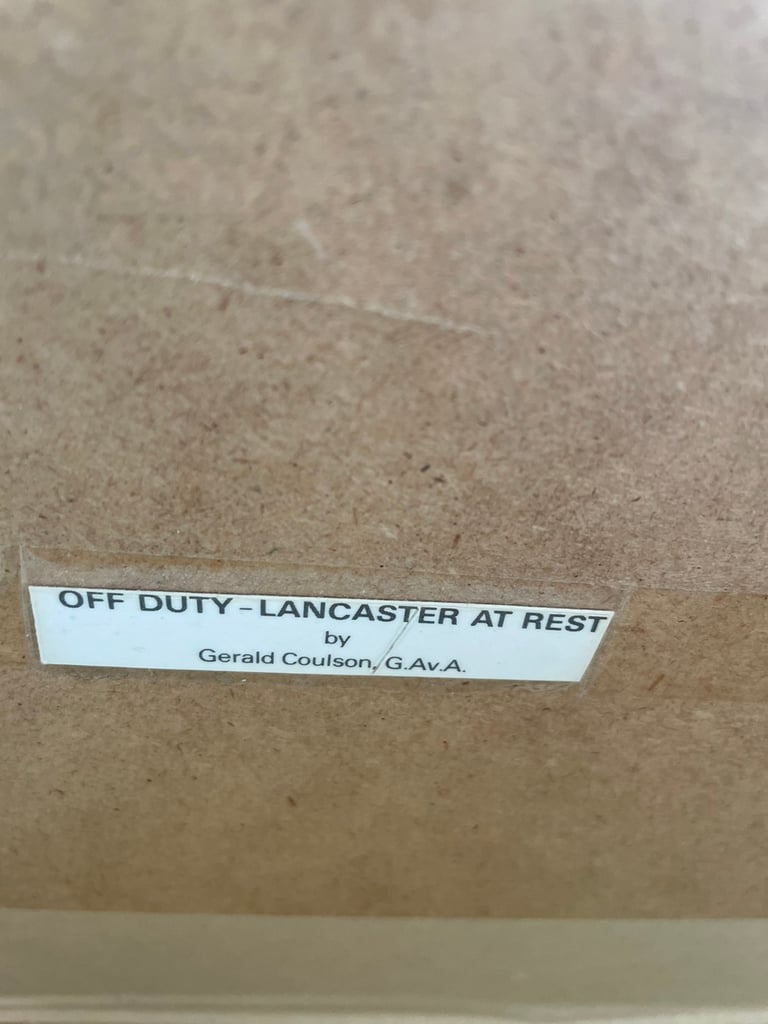 OFF DUTY - LANCASTER AT REST
by
Gerald Coulson, G.Av.A.